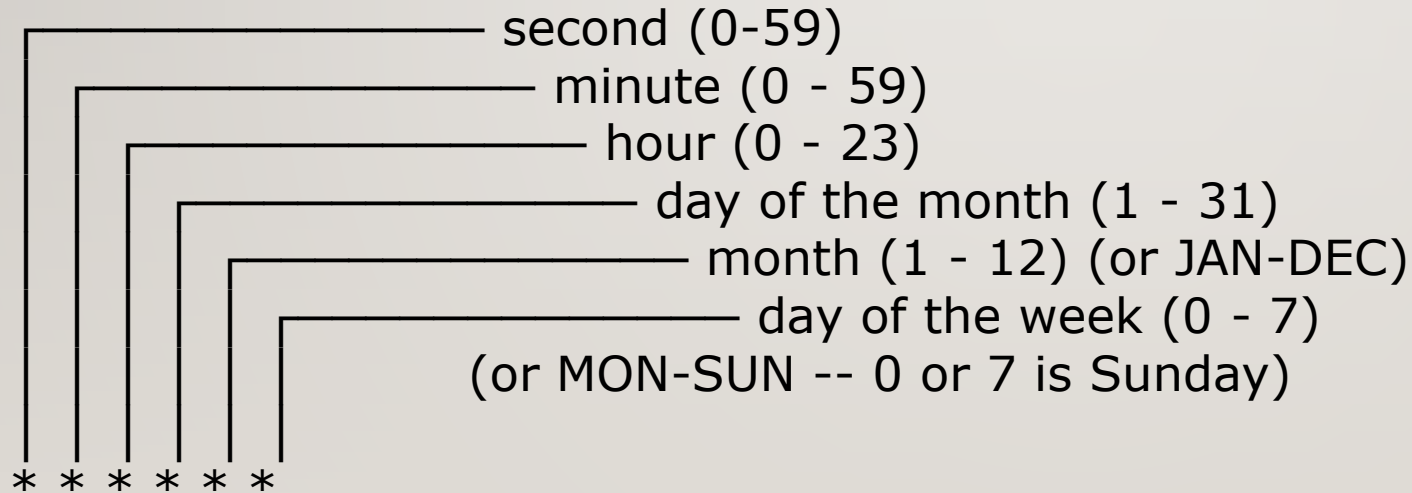 second (0-59)
minute (0 - 59)
hour (0 - 23)
day of the month (1 - 31)
month (1 - 12) (or JAN-DEC)
day of the week (0 - 7)
(or MON-SUN -- 0 or 7 is Sunday)
* * * * * *